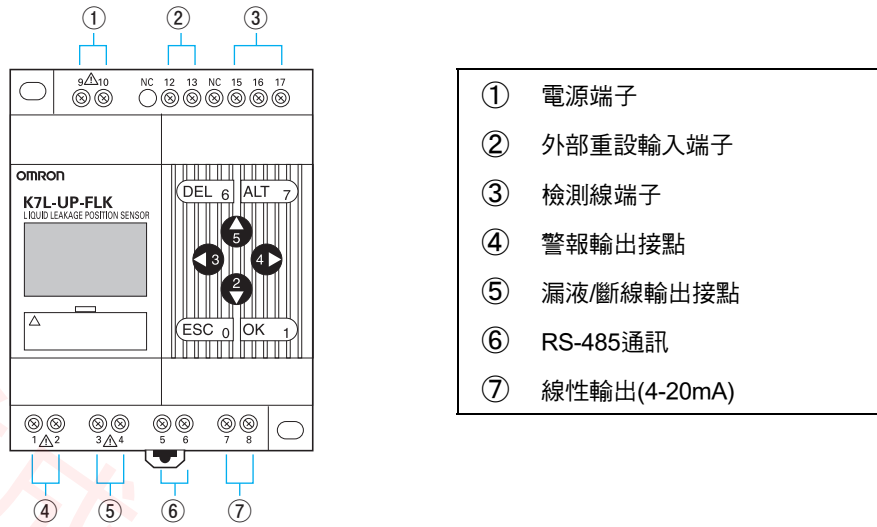 ① ② ③
9 10 NC 12 13 NC 15 16 17
OMRON
K7L-UP-FLK
LIQUID LEAKAGE POSITION SENSOR
DEL 6 ALT 7
5
3 4
2
ESC 0 OK 1
1 2 3 4 5 6 7 8
④ ⑤ ⑥ ⑦
① 電源端子
② 外部重設輸入端子
③ 檢測線端子
④ 警報輸出接點
⑤ 漏液/斷線輸出接點
⑥ RS-485通訊
⑦ 線性輸出(4-20mA)